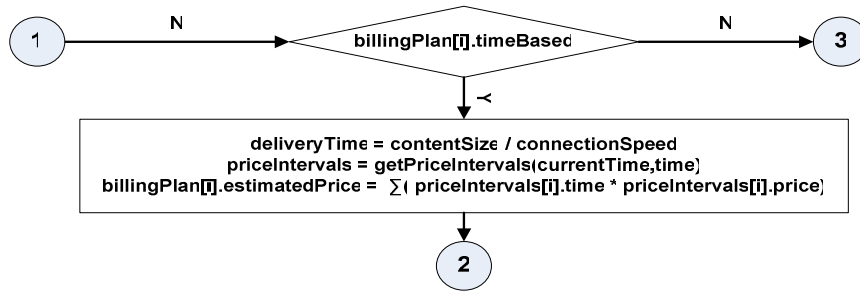 N
N
1
billingPlan[i].timeBased
3
Y
deliveryTime = contentSize / connectionSpeed
priceIntervals = getPriceIntervals(currentTime,time)
billingPlan[i].estimatedPrice = ∑( priceIntervals[i].time * priceIntervals[i].price)
2